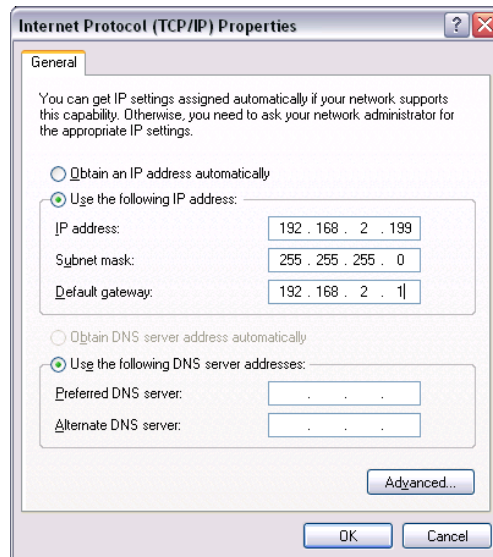 Internet Protocol (TCP/IP) Properties
General
You can get IP settings assigned automatically if your network supports
this capability. Otherwise, you need to ask your network administrator for
the appropriate IP settings.
Obtain an IP address automatically
Use the following IP address:
IP address: 192 . 168 . 2 . 199
Subnet mask: 255 . 255 . 255 . 0
Default gateway: 192 . 168 . 2 . 1
Obtain DNS server address automatically
Use the following DNS server addresses:
Preferred DNS server: . . .
Alternate DNS server: . . .
Advanced...
OK Cancel